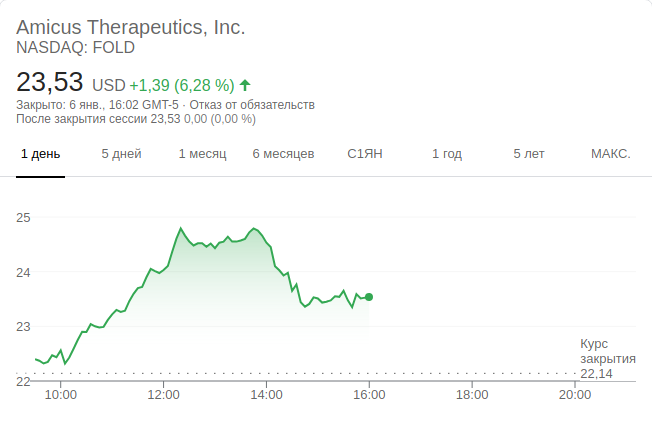 Amicus Therapeutics, Inc.
NASDAQ: FOLD
23,53 USD +1,39 (6,28 %)
Закрыто: 6 янв., 16:02 GMT-5 · Отказ от обязательств
После закрытия сессии 23,53 0,00 (0,00 %)
1 день 5 дней 1 месяц 6 месяцев С1ЯН 1 год 5 лет МАКС.
25
24
23
Курс
закрытия
22,14
22
10:00 12:00 14:00 16:00 18:00 20:00